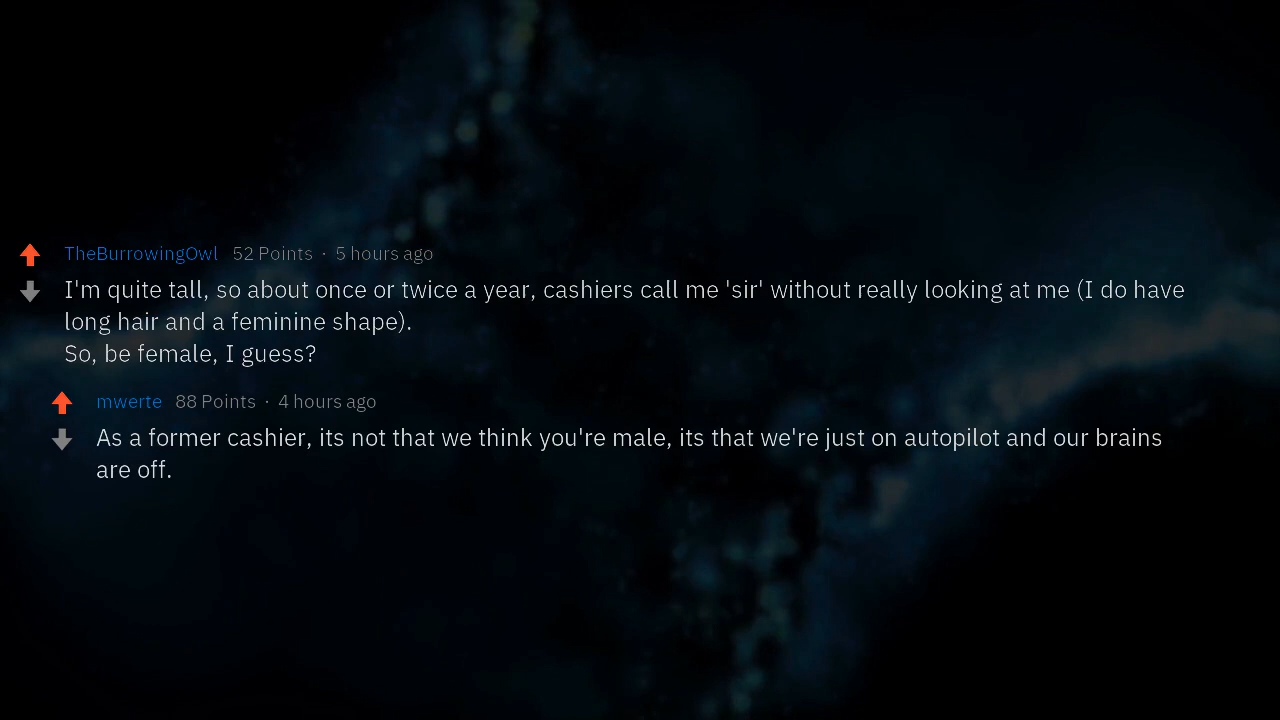 TheBurrowingOwl 52 Points · 5 hours ago
I'm quite tall, so about once or twice a year, cashiers call me 'sir' without really looking at me (I do have
long hair and a feminine shape).
So, be female, I guess?
mwerte 88 Points · 4 hours ago
As a former cashier, its not that we think you're male, its that we're just on autopilot and our brains
are off.